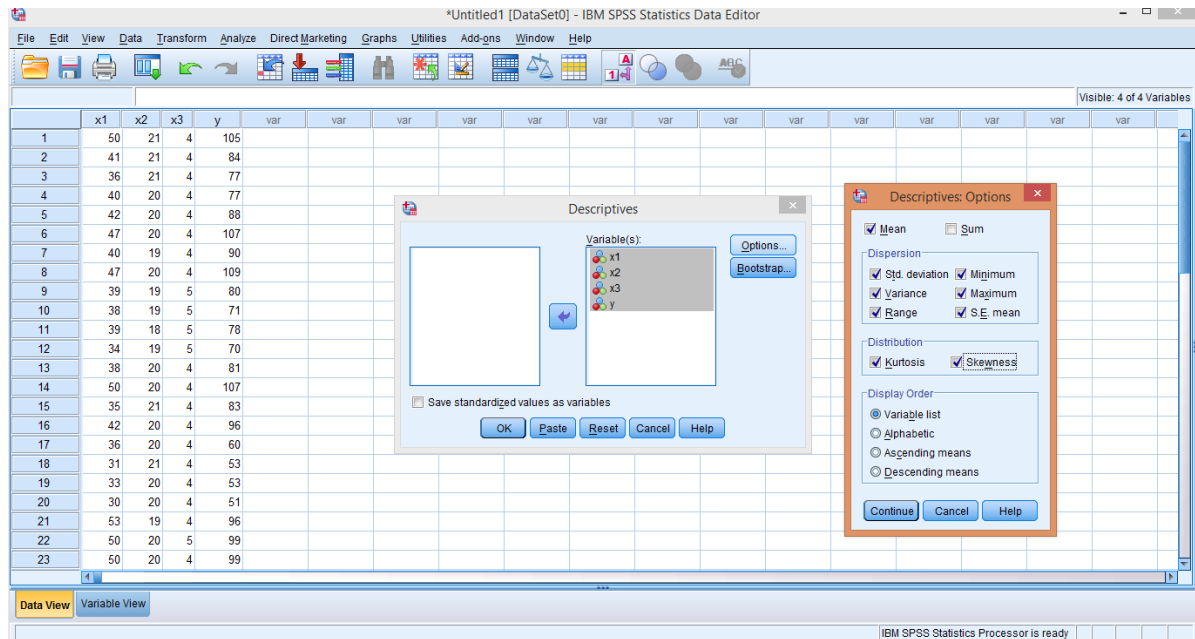 *Untitled1 [DataSet0] - IBM SPSS Statistics Data Editor
File Edit View Data Transform Analyze Direct Marketing Graphs Utilities Add-ons Window Help
A
1
ABC
Visible: 4 of 4 Variables
x1 x2 x3 y var var var var var var var var var var var var var var
1 50 21 4 105
2 41 21 4 84
3 36 21 4 77
4 40 20 4 77
5 42 20 4 88
6 47 20 4 107
7 40 19 4 90
8 47 20 4 109
9 39 19 5 80
10 38 19 5 71
11 39 18 5 78
12 34 19 5 70
13 38 20 4 81
14 50 20 4 107
15 35 21 4 83
16 42 20 4 96
17 36 20 4 60
18 31 21 4 53
19 33 20 4 53
20 30 20 4 51
21 53 19 4 96
22 50 20 5 99
23 50 20 4 99
Descriptives
Variable(s):
x1
x2
x3
y
Options...
Bootstrap...
Save standardized values as variables
OK Paste Reset Cancel Help
Descriptives: Options
Mean Sum
Dispersion
Std. deviation Minimum
Variance Maximum
Range S.E. mean
Distribution
Kurtosis Skewness
Display Order
Variable list
Alphabetic
Ascending means
Descending means
Continue Cancel Help
Data View Variable View
IBM SPSS Statistics Processor is ready